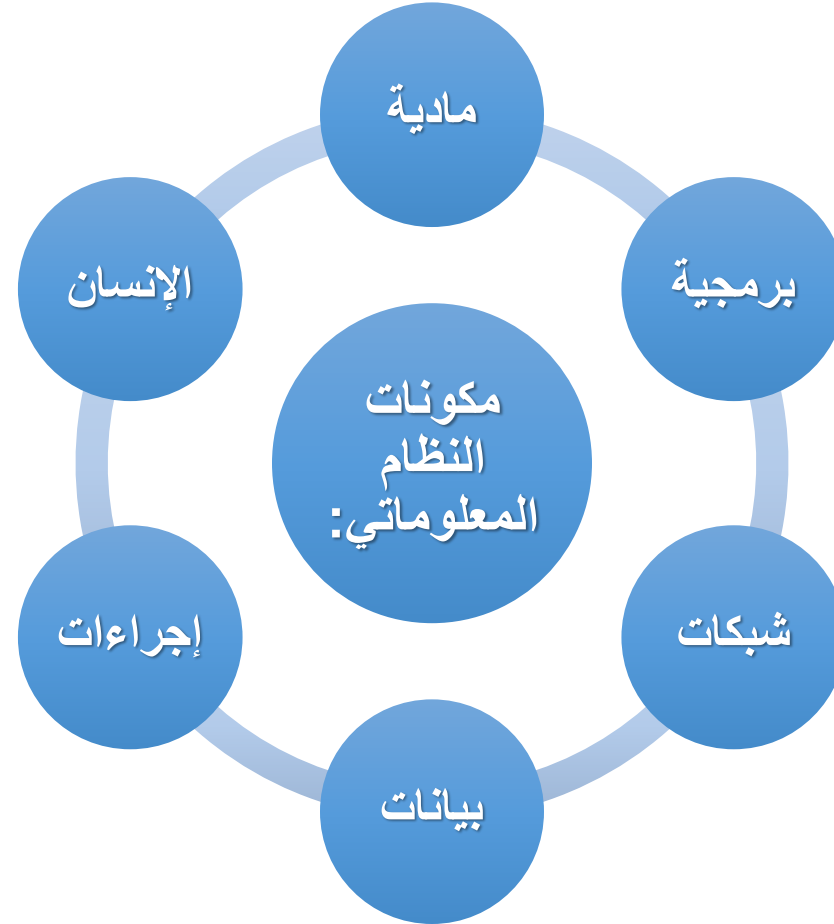 مادية
برمجية
شبكات
بيانات
إجراءات
الإنسان
مكونات
النظام
المعلوماتي: